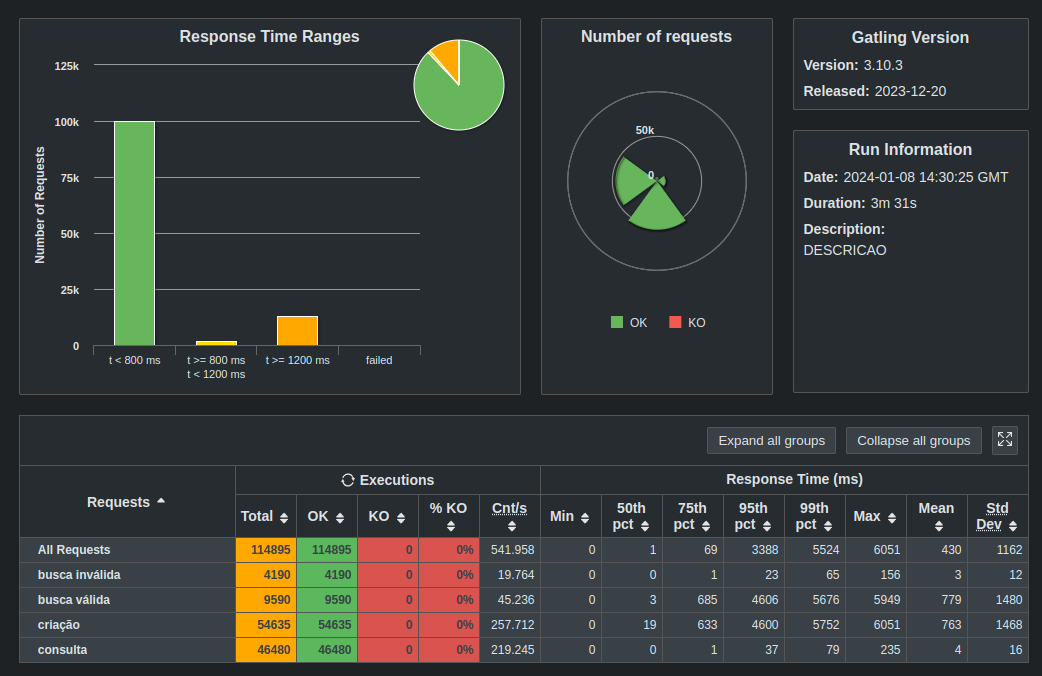 Response Time Ranges
125k
100k
75k
50k
25k
0
Number of Requests
t < 800 ms
t >= 800 ms
t < 1200 ms
t >= 1200 ms
failed
Number of requests
50k
0
OK KO
Gatling Version
Version: 3.10.3
Released: 2023-12-20
Run Information
Date: 2024-01-08 14:30:25 GMT
Duration: 3m 31s
Description:
DESCRICAO
Expand all groups Collapse all groups
Requests Executions Response Time (ms)
Total OK KO % KO Cnt/s Min 50th pct 75th pct 95th pct 99th pct Max Mean Std Dev
All Requests 114895 114895 0 0% 541.958 0 1 69 3388 5524 6051 430 1162
busca inválida 4190 4190 0 0% 19.764 0 0 1 23 65 156 3 12
busca válida 9590 9590 0 0% 45.236 0 3 685 4606 5676 5949 779 1480
criação 54635 54635 0 0% 257.712 0 19 633 4600 5752 6051 763 1468
consulta 46480 46480 0 0% 219.245 0 0 1 37 79 235 4 16